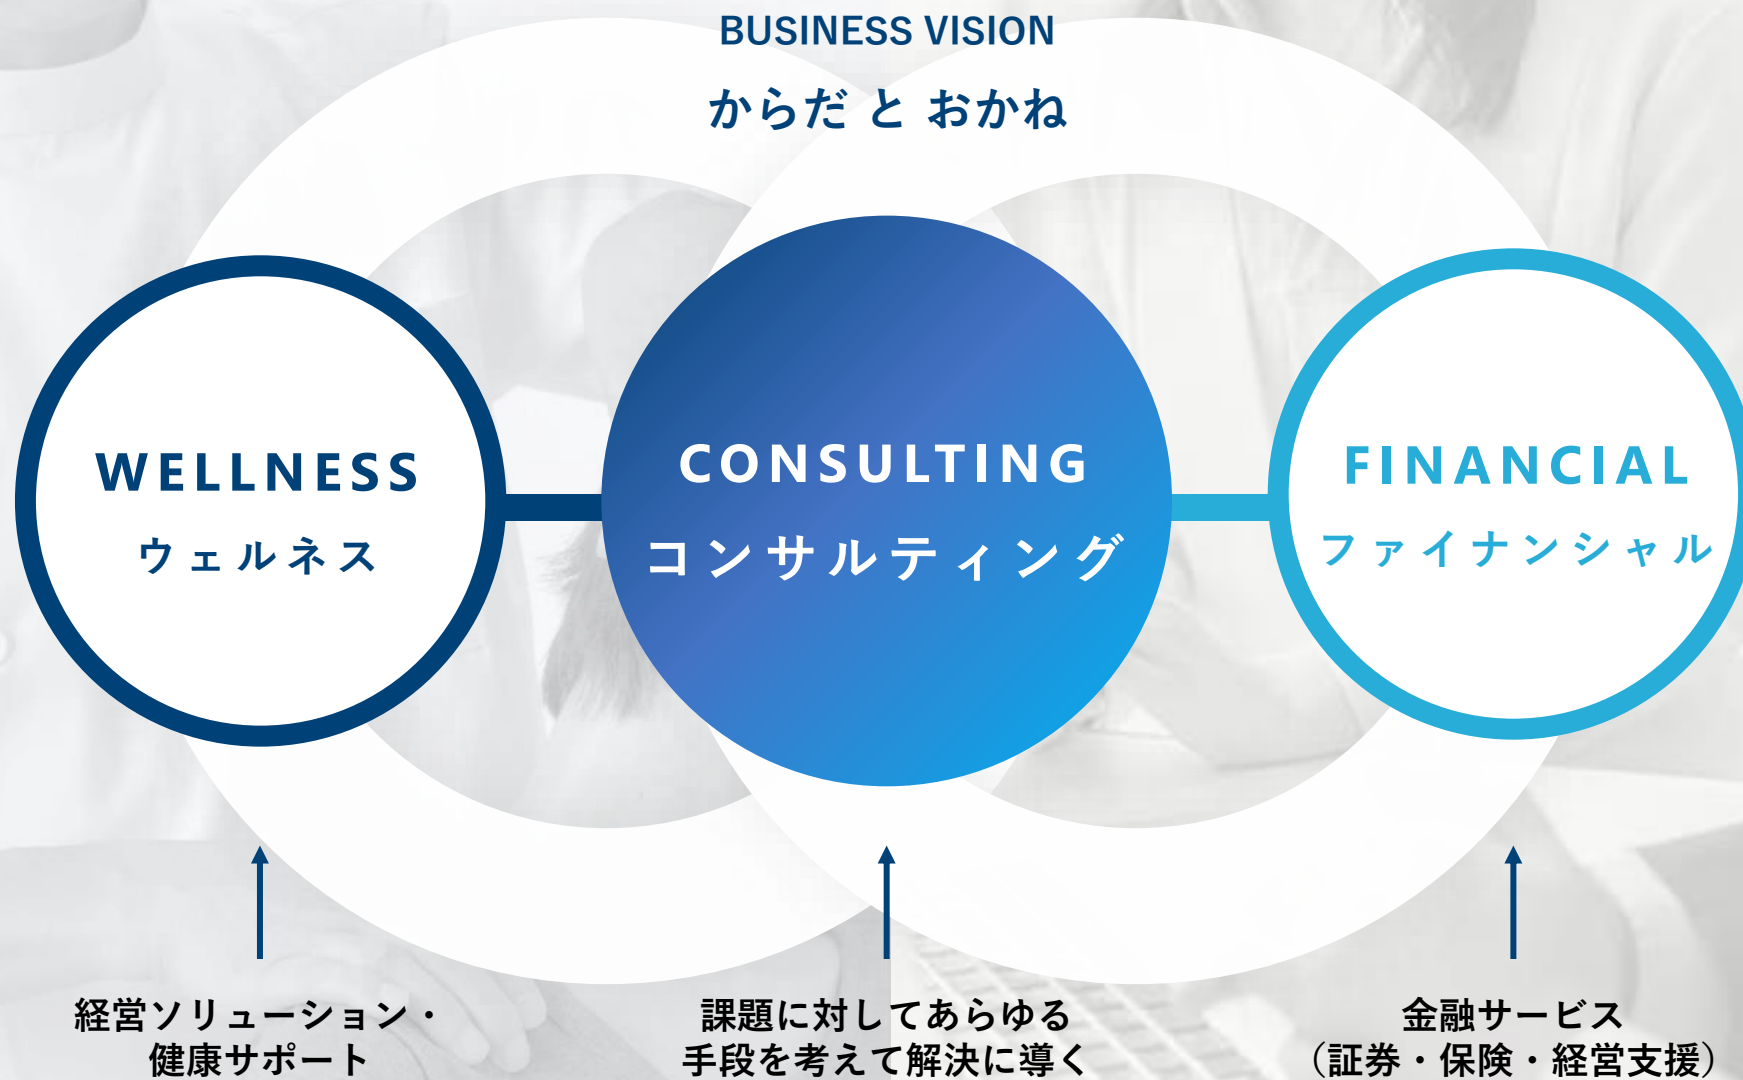 BUSINESS VISION
からだ と おかね
WELLNESS
ウェルネス
CONSULTING
コンサルティング
FINANCIAL
ファイナンシャル
経営ソリューション・
健康サポート
課題に対してあらゆる
手段を考えて解決に導く
金融サービス
（証券・保険・経営支援）